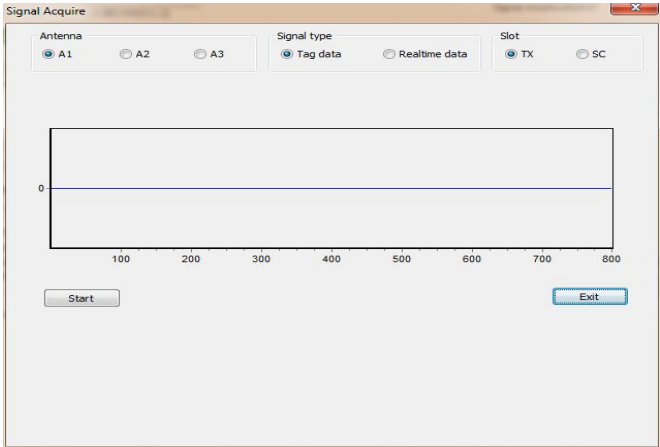 Signal Acquire
Antenna Signal type Slot
A1 A2 A3 Tag data Realtime data TX SC
0
100 200 300 400 500 600 700 800
Start Exit